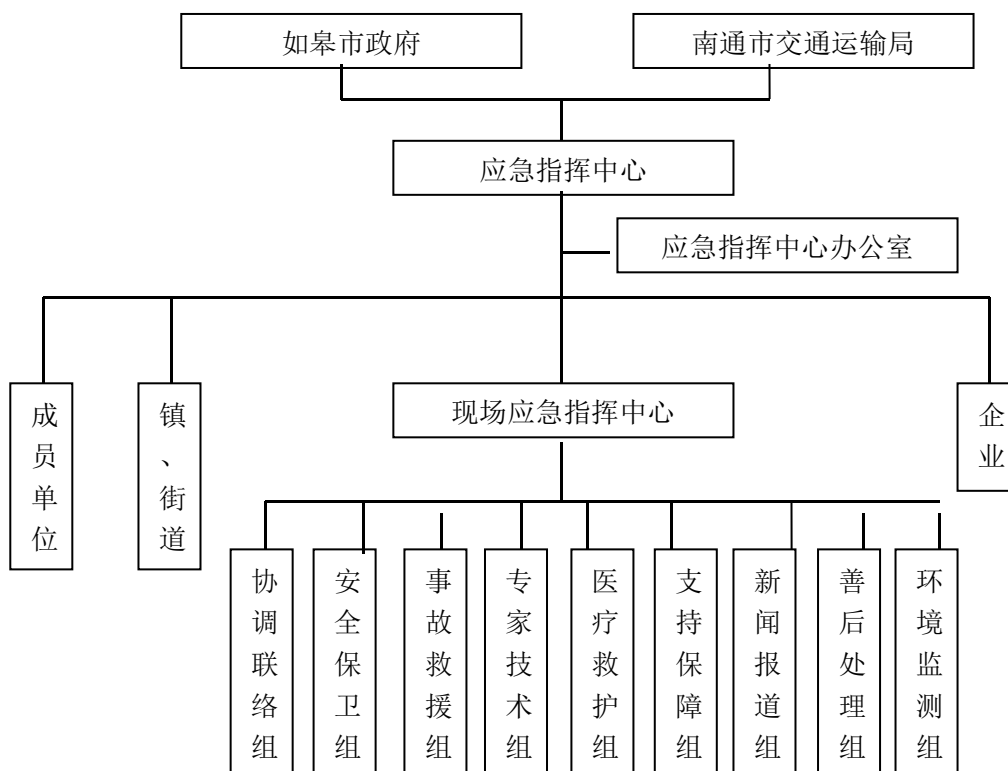 如皋市政府
南通市交通运输局
应急指挥中心
应急指挥中心办公室
成员单位
镇、街道
现场应急指挥中心
企业
协调联络组
安全保卫组
事故救援组
专家技术组
医疗救护组
支持保障组
新闻报道组
善后处理组
环境监测组